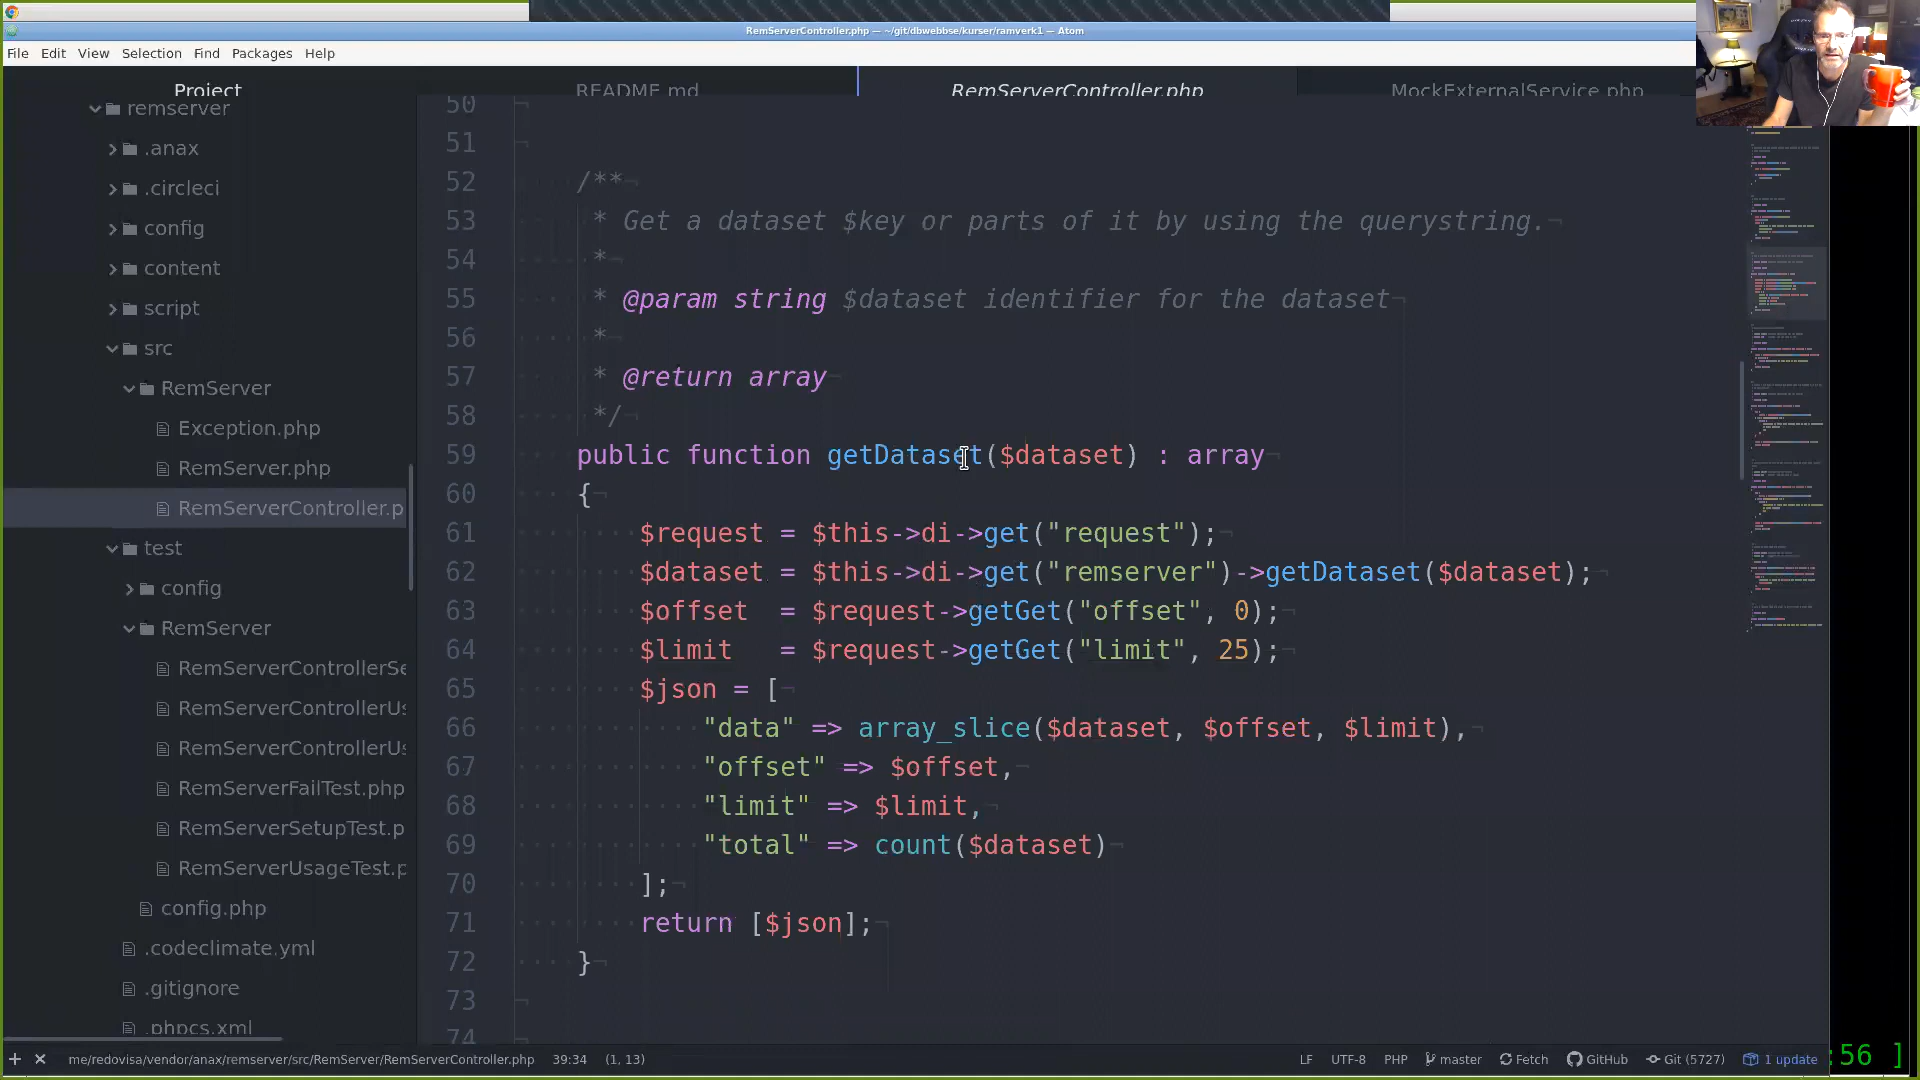 RemServerController.php — ~/git/dbwebbse/kurser/ramverk1 — Atom
File Edit View Selection Find Packages Help
Project
README.md
RemServerController.php
MockExternalService.php
remserver
.anax
.circleci
config
content
script
src
RemServer
Exception.php
RemServer.php
RemServerController.p
test
config
RemServer
RemServerControllerSe
RemServerControllerUs
RemServerControllerUs
RemServerFailTest.php
RemServerSetupTest.p
RemServerUsageTest.p
config.php
.codeclimate.yml
.gitignore
.phpcs.xml
50
51
52 /**
53 * Get a dataset $key or parts of it by using the querystring.
54 *
55 * @param string $dataset identifier for the dataset
56 *
57 * @return array
58 */
59 public function getDataset($dataset) : array
60 {
61 $request = $this->di->get("request");
62 $dataset = $this->di->get("remserver")->getDataset($dataset);
63 $offset  = $request->getGet("offset", 0);
64 $limit   = $request->getGet("limit", 25);
65 $json = [
66 "data" => array_slice($dataset, $offset, $limit),
67 "offset" => $offset,
68 "limit" => $limit,
69 "total" => count($dataset)
70 ];
71 return [$json];
72 }
73
74
me/redovisa/vendor/anax/remserver/src/RemServer/RemServerController.php 39:34 (1, 13) LF UTF-8 PHP master Fetch GitHub Git (5727) 1 update
:56 ]